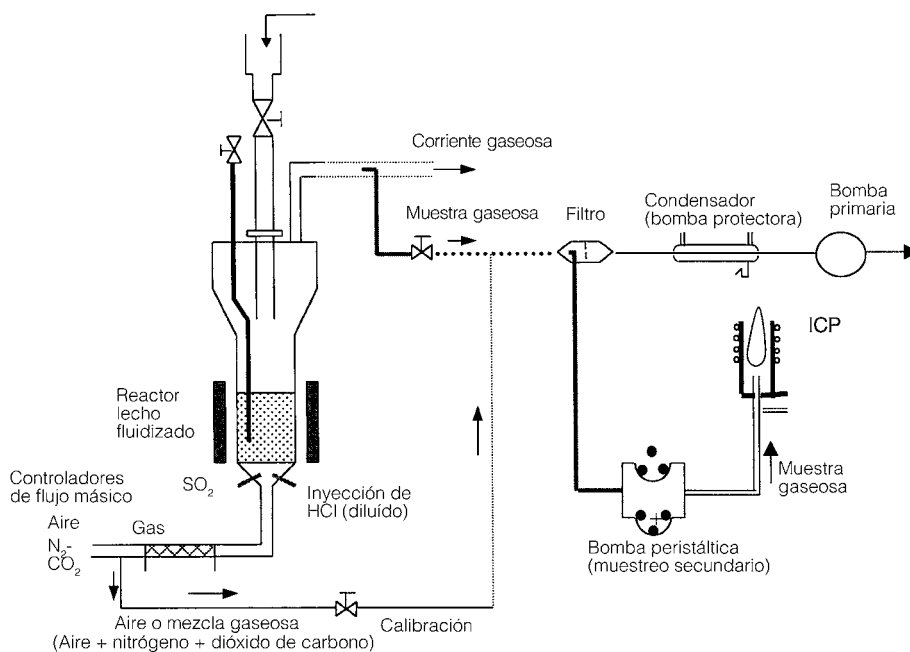 Corriente gaseosa
Muestra gaseosa
Filtro
Condensador
(bomba protectora)
Bomba
primaria
ICP
Reactor
lecho
fluidizado
Controladores
de flujo másico
SO2
Inyección de
HCl (diluído)
Muestra
gaseosa
Aire
N2-
CO2
Gas
Bomba peristáltica
(muestreo secundario)
Aire o mezcla gaseosa
(Aire + nitrógeno + dióxido de carbono)
Calibración